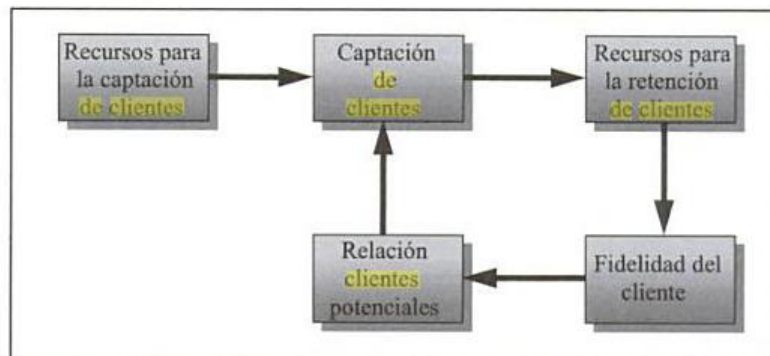 Recursos para
la captación
de clientes
Captación
de
clientes
Recursos para
la retención
de clientes
Relación
clientes
potenciales
Fidelidad del
cliente